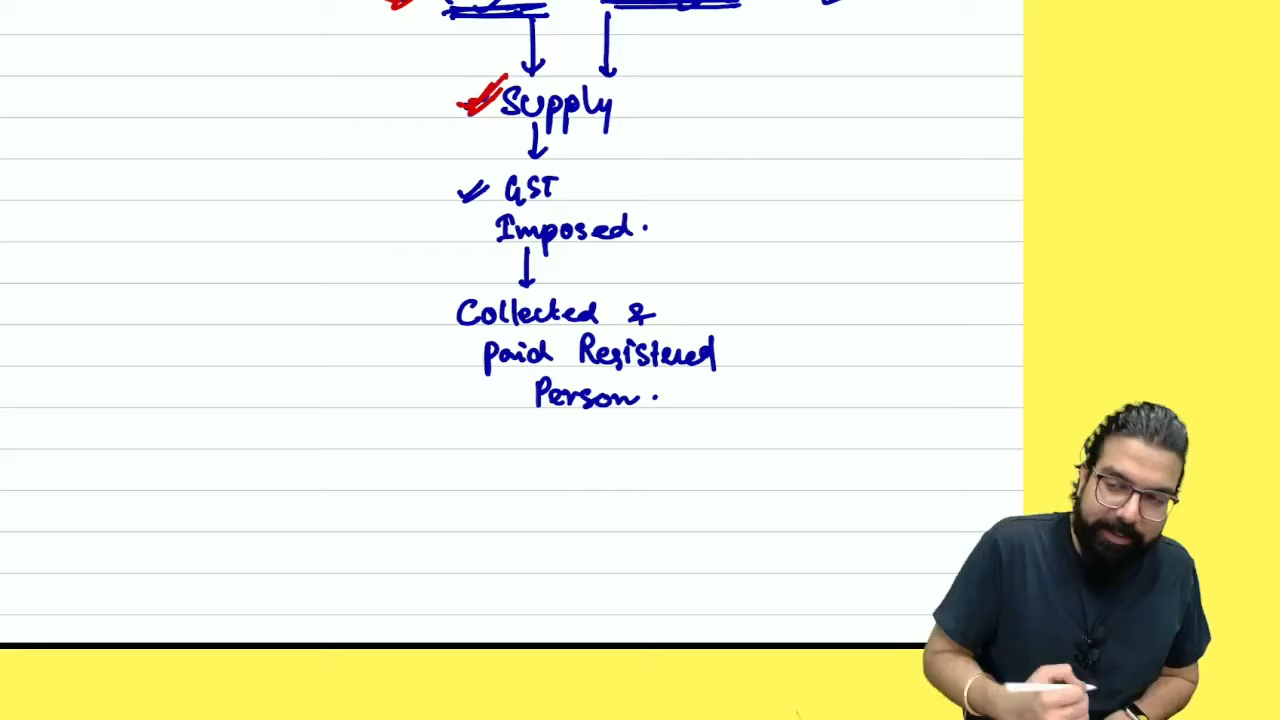 Supply
GST
Imposed.
Collected &
paid Registered
Person.